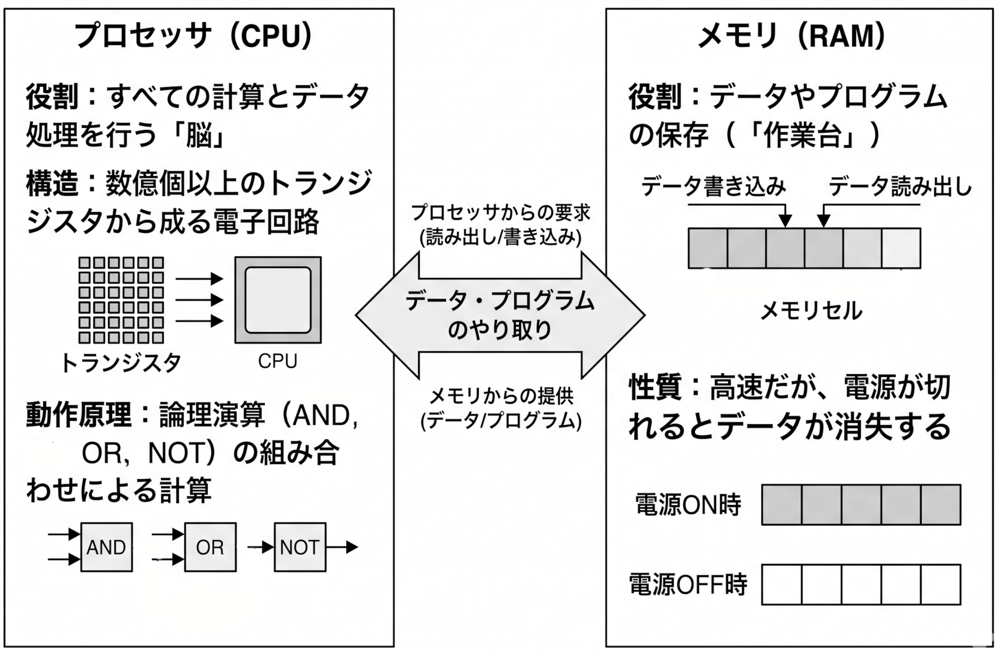 プロセッサ（CPU）
役割：すべての計算とデータ
処理を行う「脳」
構造：数億個以上のトランジ
ジスタから成る電子回路
トランジスタ
CPU
動作原理：論理演算（AND,
OR, NOT）の組み合
わせによる計算
AND
OR
NOT
プロセッサからの要求
(読み出し/書き込み)
データ・プログラム
のやり取り
メモリからの提供
(データ/プログラム)
メモリ（RAM）
役割：データやプログラム
の保存（「作業台」）
データ書き込み
データ読み出し
メモリセル
性質：高速だが、電源が切
れるとデータが消失する
電源ON時
電源OFF時